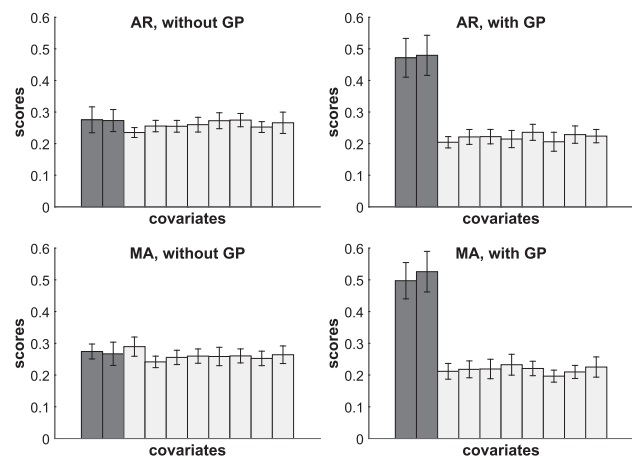 AR, without GP
0.6
0.5
0.4
0.3
0.2
0.1
0
scores
covariates
AR, with GP
0.6
0.5
0.4
0.3
0.2
0.1
0
scores
covariates
MA, without GP
0.6
0.5
0.4
0.3
0.2
0.1
0
scores
covariates
MA, with GP
0.6
0.5
0.4
0.3
0.2
0.1
0
scores
covariates